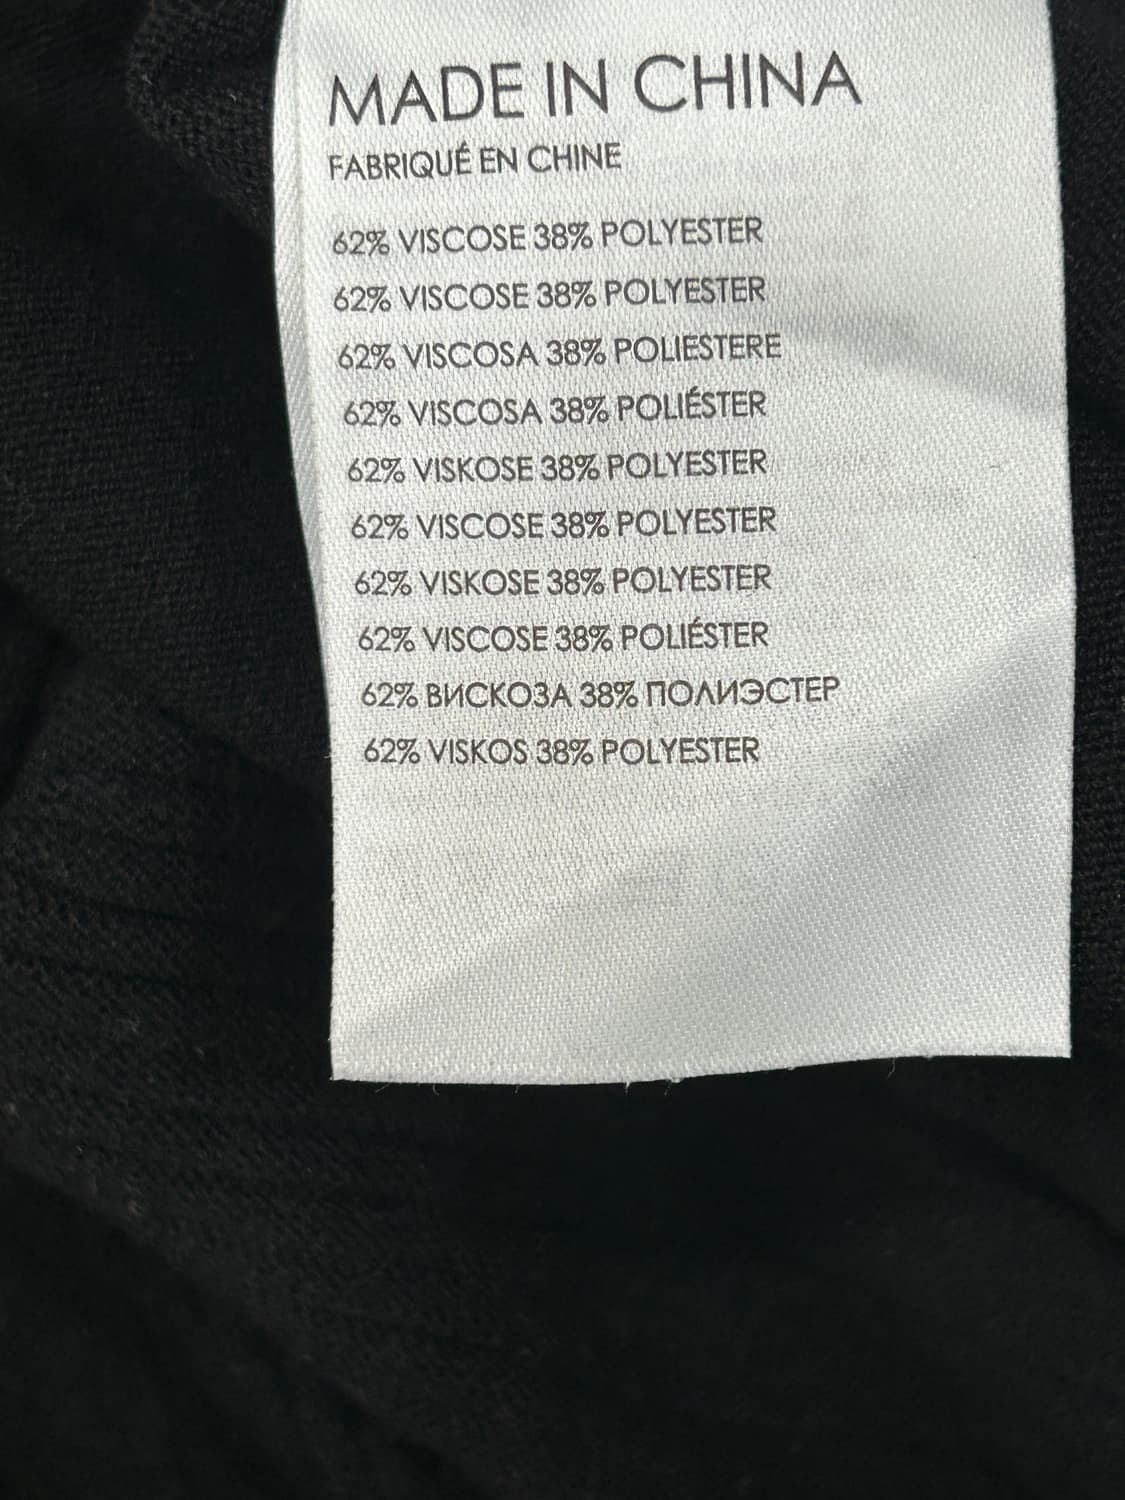 MADE IN CHINA
FABRIQUÉ EN CHINE
62% VISCOSE 38% POLYESTER
62% VISCOSE 38% POLYESTER
62% VISCOSA 38% POLIESTERE
62% VISCOSA 38% POLIÉSTER
62% VISKOSE 38% POLYESTER
62% VISCOSE 38% POLYESTER
62% VISKOSE 38% POLYESTER
62% VISCOSE 38% POLIÉSTER
62% ВИСКОЗА 38% ПОЛИЭСТЕР
62% VISKOS 38% POLYESTER